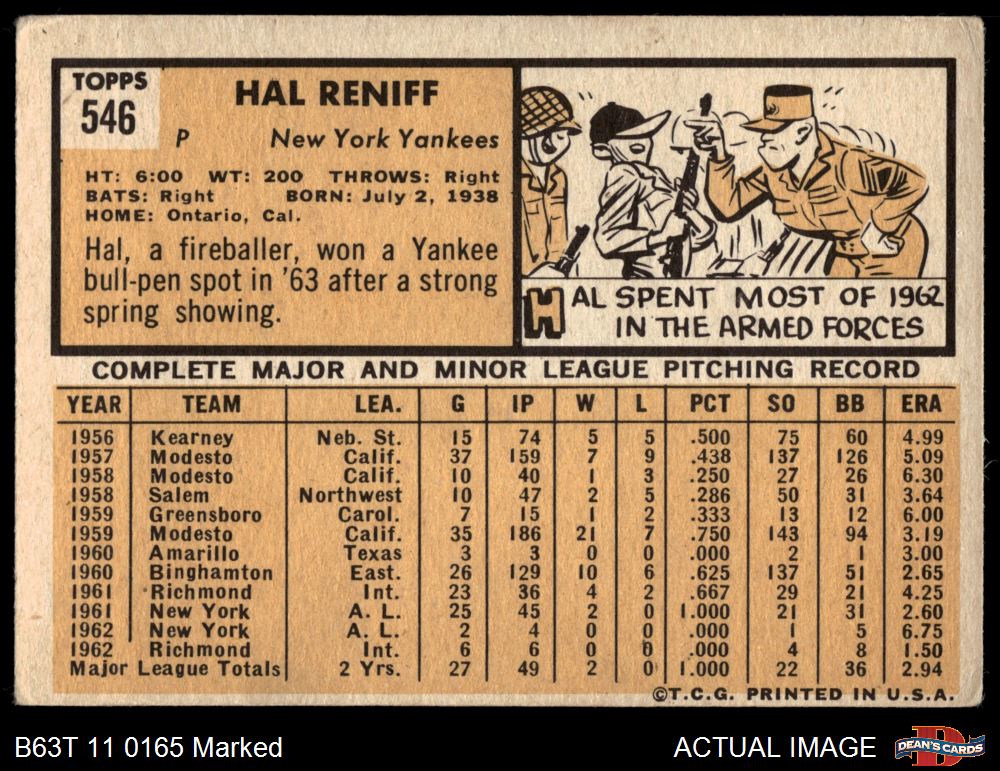 TOPPS
546
HAL RENIFF
P New York Yankees
HT: 6:00 WT: 200 THROWS: Right
BATS: Right BORN: July 2, 1938
HOME: Ontario, Cal.
Hal, a fireballer, won a Yankee
bull-pen spot in '63 after a strong
spring showing.
HAL SPENT MOST OF 1962
IN THE ARMED FORCES
COMPLETE MAJOR AND MINOR LEAGUE PITCHING RECORD
YEAR TEAM LEA. G IP W L PCT SO BB ERA
1956 Kearney Neb. St. 15 74 5 5 .500 75 60 4.99
1957 Modesto Calif. 37 159 7 9 .438 137 126 5.09
1958 Modesto Calif. 10 40 1 3 .250 27 26 6.30
1958 Salem Northwest 10 47 2 5 .286 50 31 3.64
1959 Greensboro Carol. 7 15 1 2 .333 13 12 6.00
1959 Modesto Calif. 35 186 21 7 .750 143 94 3.19
1960 Amarillo Texas 3 3 0 0 .000 2 1 3.00
1960 Binghamton East. 26 129 10 6 .625 137 51 2.65
1961 Richmond Int. 23 36 4 2 .667 29 21 4.25
1961 New York A. L. 25 45 2 0 1.000 21 31 2.60
1962 New York A. L. 2 4 0 0 .000 1 5 6.75
1962 Richmond Int. 6 6 0 0 .000 4 8 1.50
Major League Totals 2 Yrs. 27 49 2 0 1.000 22 36 2.94
©T.C.G. PRINTED IN U.S.A.
B63T 11 0165 Marked
ACTUAL IMAGE
DEAN'S CARDS